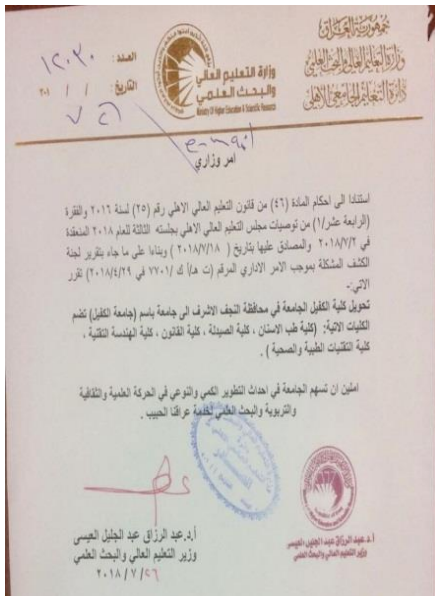 جمهورية العراق
وزارة التعليم العالي والبحث العلمي
دائرة التعليم الجامعي الأهلي
وزارة التعليم العالي
والبحث العلمي
Ministry Of Higher Education & Scientific Research
العدد :
التاريخ : / / ٢٠١
e-mail
امر وزاري
استنادا الى احكام المادة (٤٦) من قانون التعليم العالي الاهلي رقم (٢٥) لسنة ٢٠١٦ والفقرة
(الرابعة عشر/١) من توصيات مجلس التعليم العالي الاهلي بجلسته الثالثة للعام ٢٠١٨ المنعقدة
في ٢٠١٨/٧/٢ والمصادق عليها بتاريخ (٢٠١٨/٧/١٨ ) وبناءا على ما جاء بتقرير لجنة
الكشف المشكلة بموجب الامر الاداري المرقم (ت هـ/أ ك /٧٧٠١ في ٢٠١٨/٤/٢٩) تقرر
الاتي:-
تحويل كلية الكفيل الجامعة في محافظة النجف الاشرف الى جامعة باسم (جامعة الكفيل) تضم
الكليات الاتية: (كلية طب الاسنان ، كلية الصيدلة ، كلية القانون ، كلية الهندسة التقنية ،
كلية التقنيات الطبية والصحية ) .
املين ان تسهم الجامعة في احداث التطوير الكمي والنوعي في الحركة العلمية والثقافية
والتربوية والبحث العلمي لخدمة عراقنا الحبيب .
أ.د.عبد الرزاق عبد الجليل العيسى
وزير التعليم العالي والبحث العلمي
أ.د.عبد الرزاق عبد الجليل العيسى
وزير التعليم العالي والبحث العلمي
٢٠١٨/ ٧ /٢٦